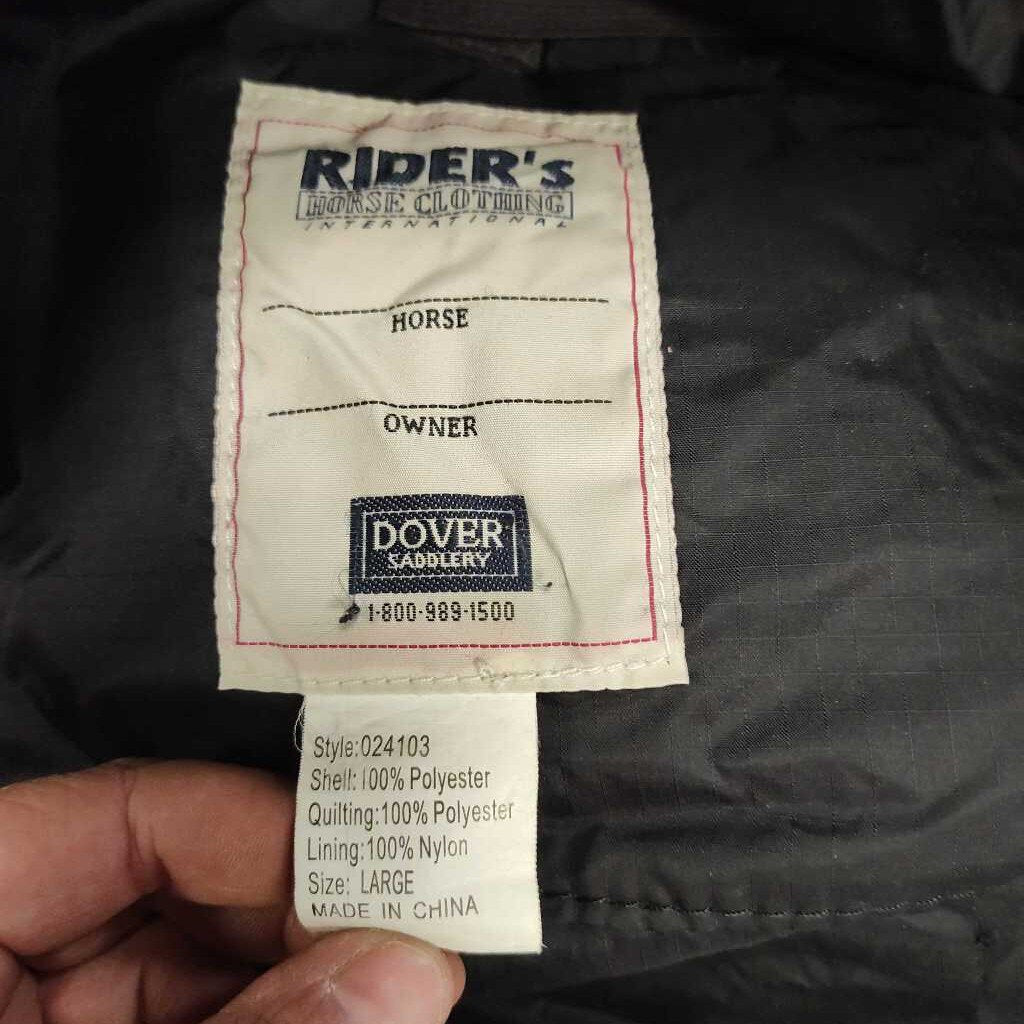 RIDER's
HORSE CLOTHING
INTERNATIONAL
HORSE
OWNER
DOVER
SADDLERY
1-800-989-1500
Style:024103
Shell: 100% Polyester
Quilting:100% Polyester
Lining:100% Nylon
Size: LARGE
MADE IN CHINA